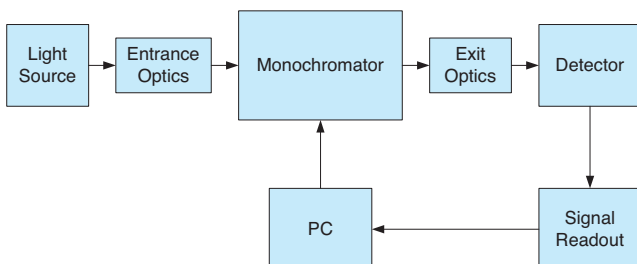 Light
Source
Entrance
Optics
Monochromator
Exit
Optics
Detector
PC
Signal
Readout